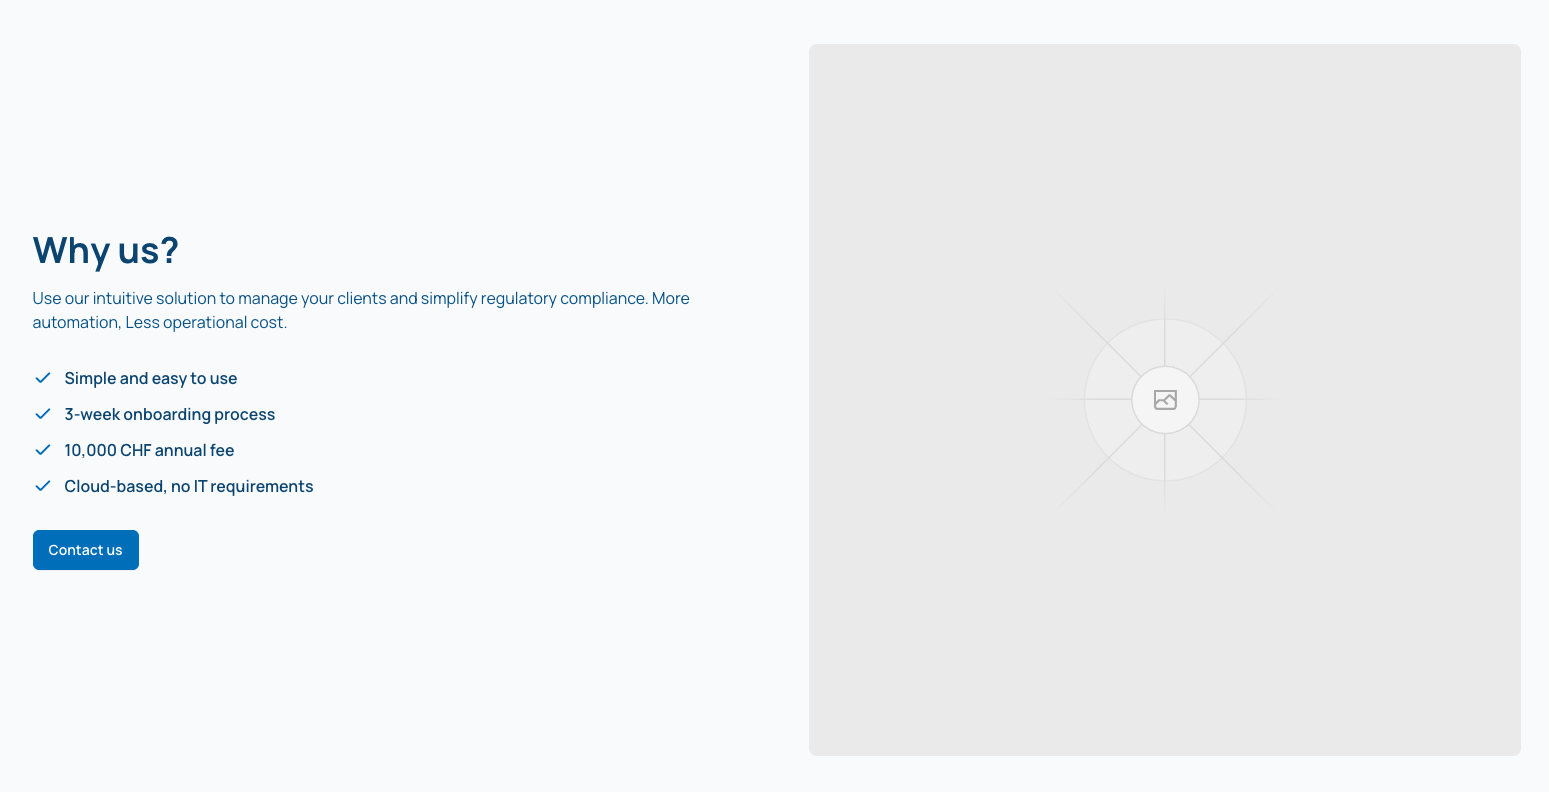 Why us?
Use our intuitive solution to manage your clients and simplify regulatory compliance. More
automation, Less operational cost.
Simple and easy to use
3-week onboarding process
10,000 CHF annual fee
Cloud-based, no IT requirements
Contact us